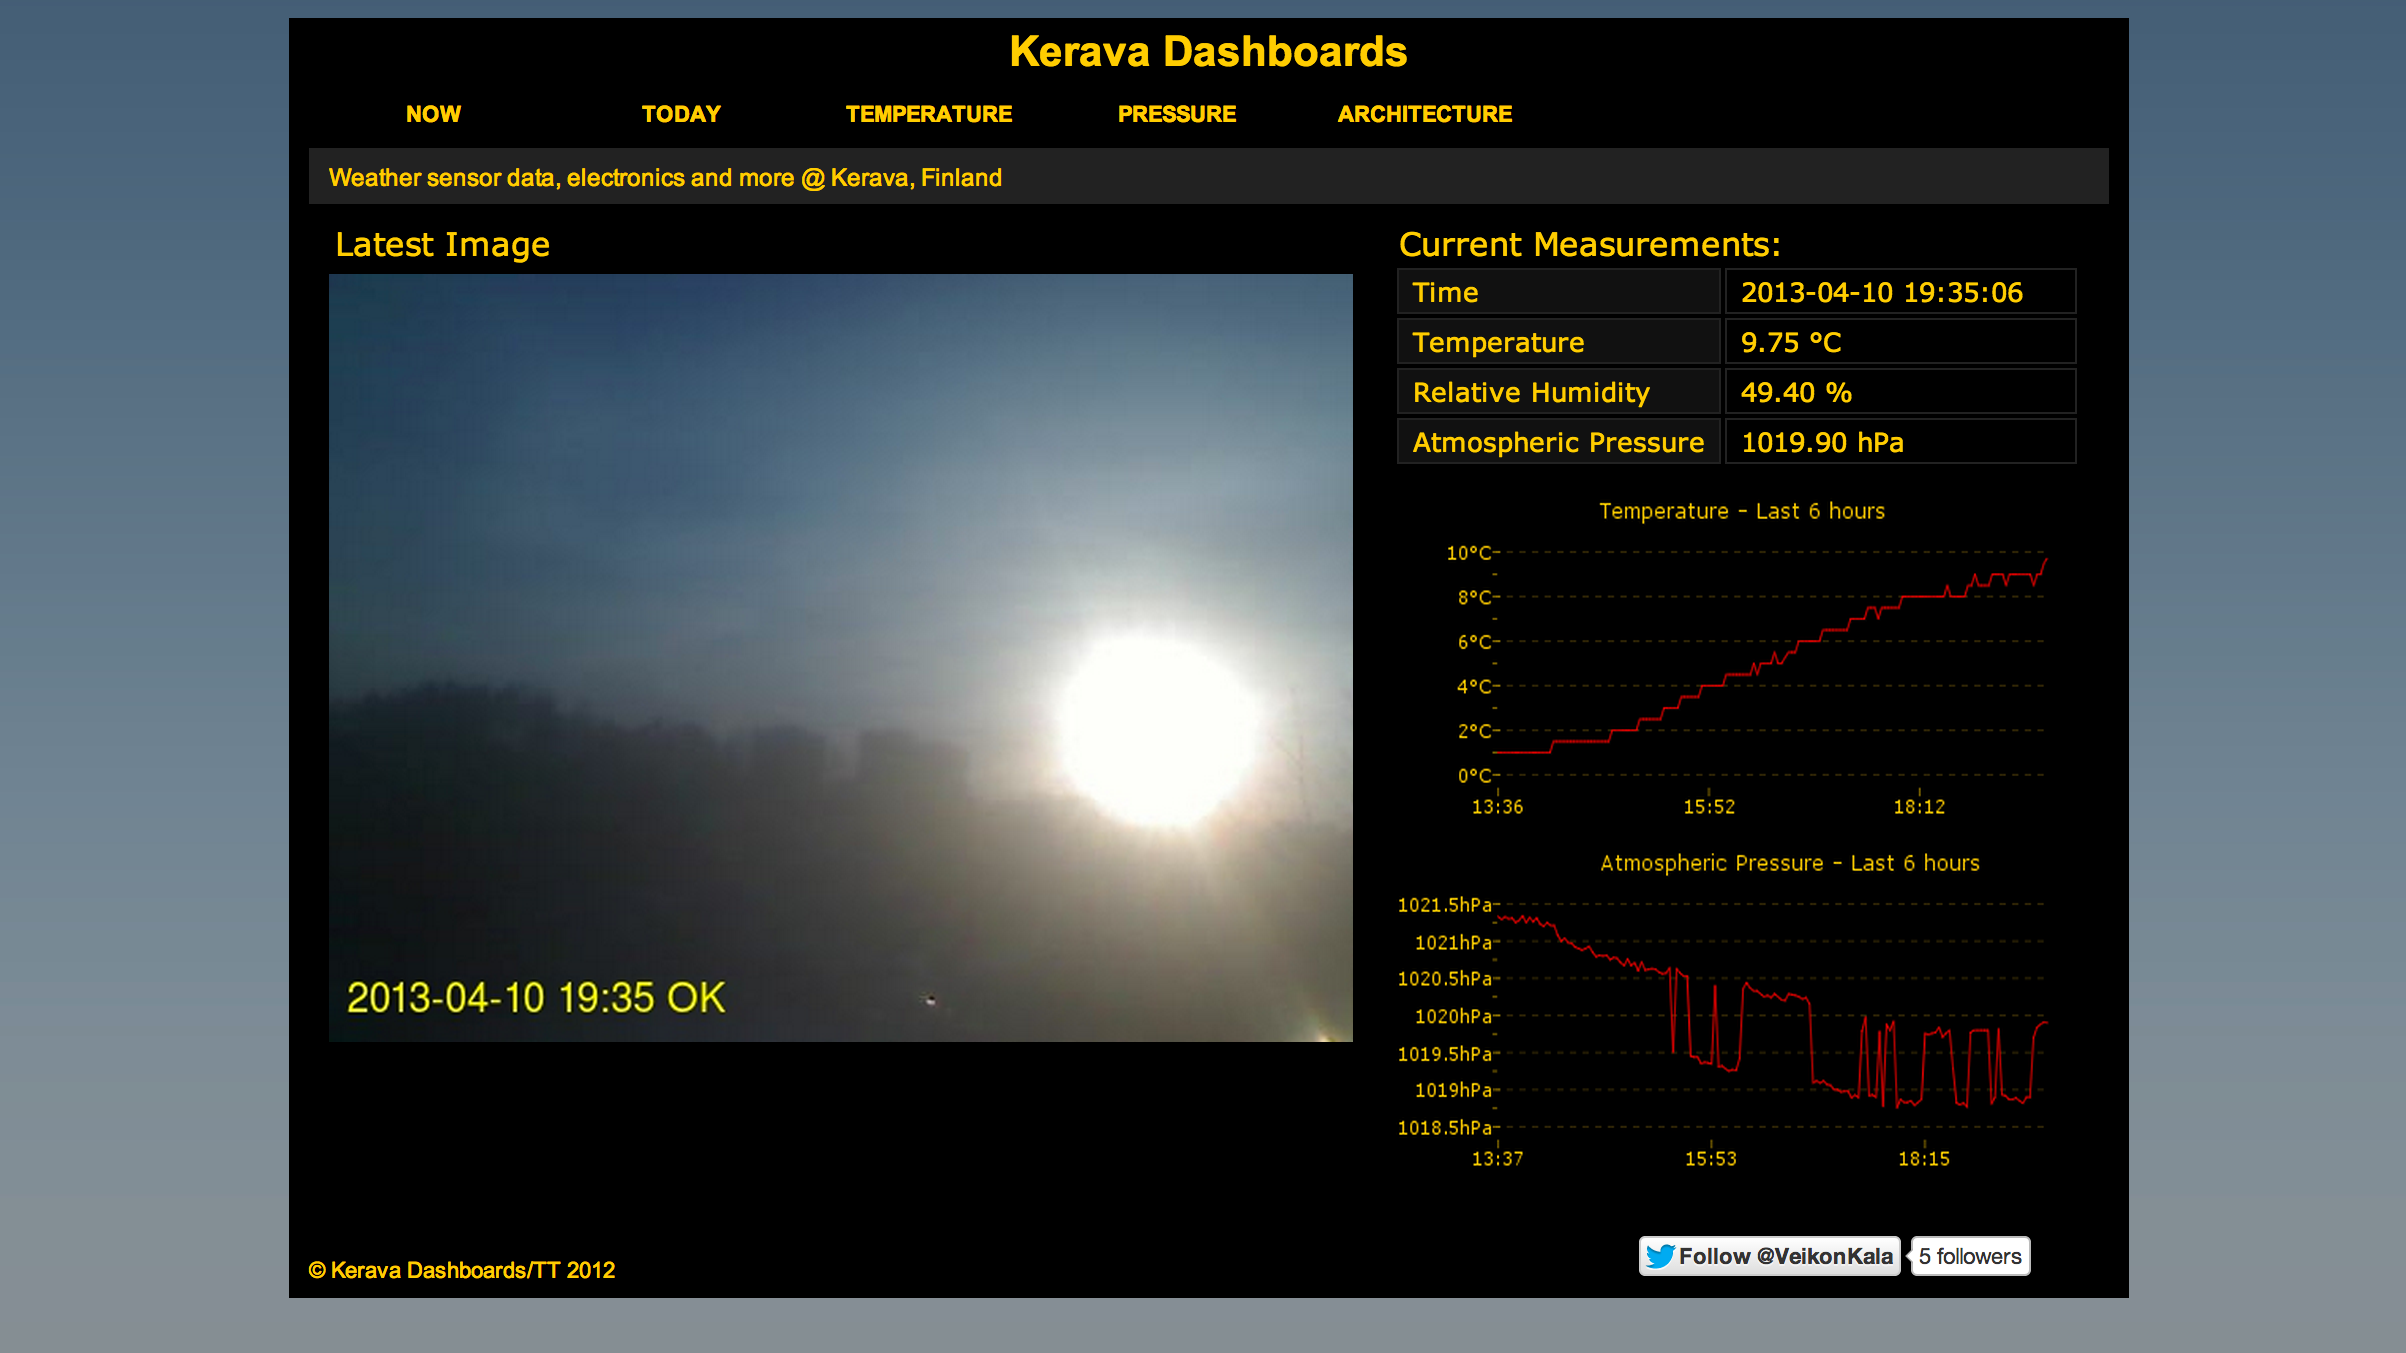 Kerava Dashboards
NOW TODAY TEMPERATURE PRESSURE ARCHITECTURE
Weather sensor data, electronics and more @ Kerava, Finland
Latest Image
2013-04-10 19:35 OK
Current Measurements:
Time 2013-04-10 19:35:06
Temperature 9.75 °C
Relative Humidity 49.40 %
Atmospheric Pressure 1019.90 hPa
Temperature - Last 6 hours
10°C
8°C
6°C
4°C
2°C
0°C
13:36 15:52 18:12
Atmospheric Pressure - Last 6 hours
1021.5hPa
1021hPa
1020.5hPa
1020hPa
1019.5hPa
1019hPa
1018.5hPa
13:37 15:53 18:15
Follow @VeikonKala 5 followers
© Kerava Dashboards/TT 2012